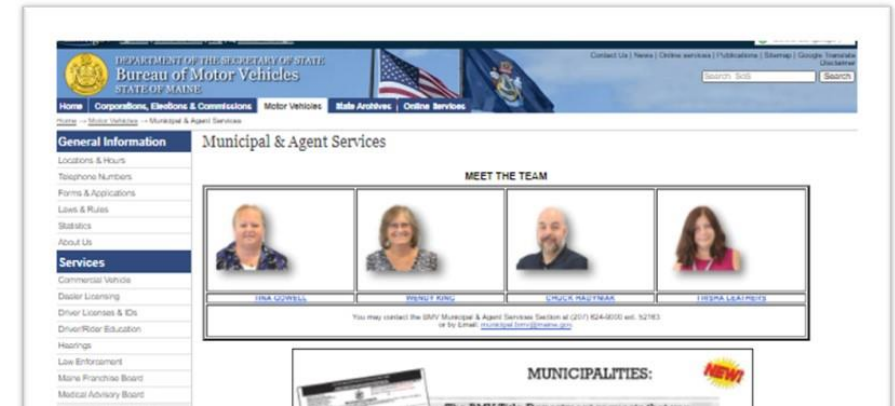 DEPARTMENT OF THE SECRETARY OF STATE
Bureau of Motor Vehicles
STATE OF MAINE
Contact Us | News | Online services | Publications | Sitemap | Google Translate
Disclaimer
Search SoS Search
Home Corporations, Elections & Commissions Motor Vehicles State Archives Online Services
Home → Motor Vehicles → Municipal & Agent Services
General Information
Locations & Hours
Telephone Numbers
Forms & Applications
Laws & Rules
Statistics
About Us
Services
Commercial Vehicle
Dealer Licensing
Driver Licenses & IDs
Driver/Rider Education
Hearings
Law Enforcement
Maine Franchise Board
Medical Advisory Board
Municipal & Agent Services
MEET THE TEAM
TINA COWELL WENDY KING CHUCK HADYNIAK TRISHA LEATHERS
You may contact the BMV Municipal & Agent Services Section at (207) 624-9000 ext. 52163
or by Email: municipal.bmv@maine.gov
MUNICIPALITIES:
NEW!